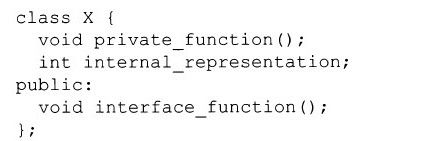 class X {
  void private_function();
  int internal_representation;
public:
  void interface_function();
};